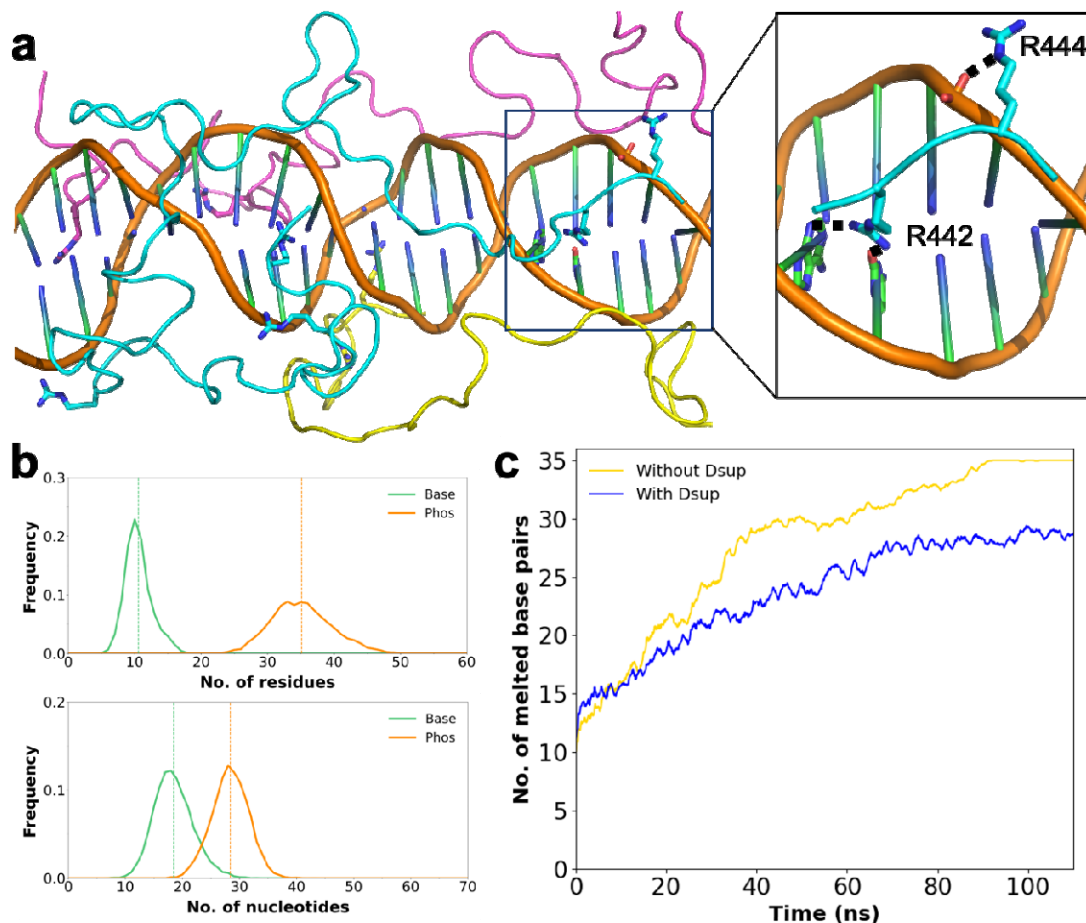 a
R444
R442
b
0.3
0.2
0.1
0.0
Frequency
Base
Phos
0 10 20 30 40 50 60
No. of residues
0.2
0.1
0.0
Frequency
Base
Phos
0 10 20 30 40 50 60 70
No. of nucleotides
c
35
30
25
20
15
10
5
0
No. of melted base pairs
Without Dsup
With Dsup
0 20 40 60 80 100
Time (ns)